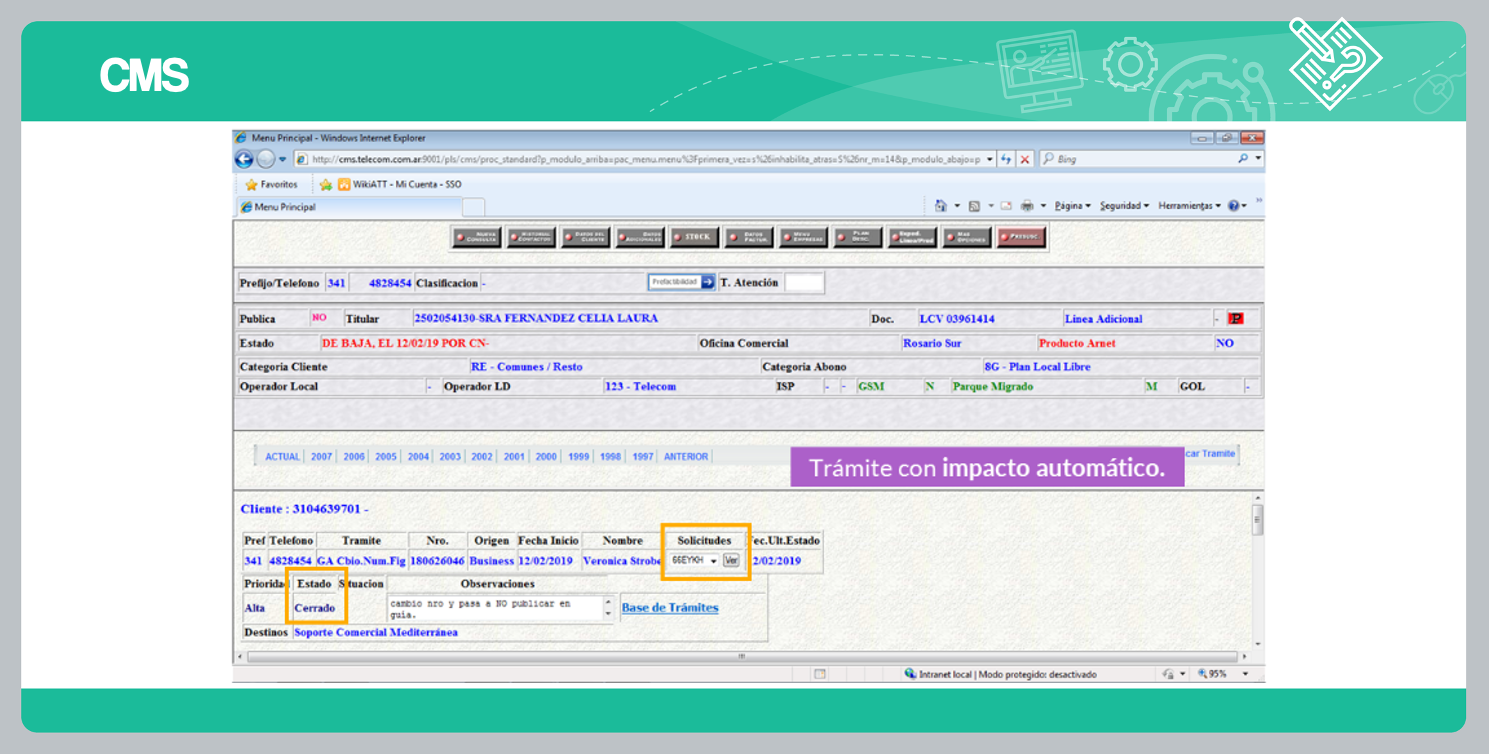 CMS
Menu Principal - Windows Internet Explorer
http://cms.telecom.com.ar:9001/pls/cms/proc_standard?p_modulo_arriba=pac_menu.menu%3Fprimera_vez=s%26inhabilita_atras=S%26nr_m=14&p_modulo_abajo=p
Bing
Favoritos WikiATT - Mi Cuenta - SSO
Menu Principal
Página Seguridad Herramientas
NUEVA CONSULTA HISTORIAL CONTACTOS DATOS DEL CLIENTE DATOS ADICIONALES STOCK DATOS FACTUR. MENU EMPRESAS PLAN DESC. Exped. Linea/Prod MAS OPCIONES PRESUSC.
Prefijo/Telefono 341 4828454 Clasificacion - Prefactibilidad T. Atención
Publica NO Titular 2502054130-SRA FERNANDEZ CELIA LAURA Doc. LCV 03961414 Linea Adicional - P
Estado DE BAJA, EL 12/02/19 POR CN- Oficina Comercial Rosario Sur Producto Arnet NO
Categoria Cliente RE - Comunes / Resto Categoria Abono 8G - Plan Local Libre
Operador Local - Operador LD 123 - Telecom ISP - - GSM N Parque Migrado M GOL -
ACTUAL 2007 2006 2005 2004 2003 2002 2001 2000 1999 1998 1997 ANTERIOR car Tramite
Trámite con impacto automático.
Cliente : 3104639701 -
Pref Telefono Tramite Nro. Origen Fecha Inicio Nombre Solicitudes ec.Ult.Estado
341 4828454 GA Cbio.Num.Fig 180626046 Business 12/02/2019 Veronica Strobe 66EYKH Ver 2/02/2019
Prioridad Estado Situacion Observaciones
Alta Cerrado cambio nro y pasa a NO publicar en
guia.
Base de Trámites
Destinos Soporte Comercial Mediterránea
Intranet local | Modo protegido: desactivado 95%